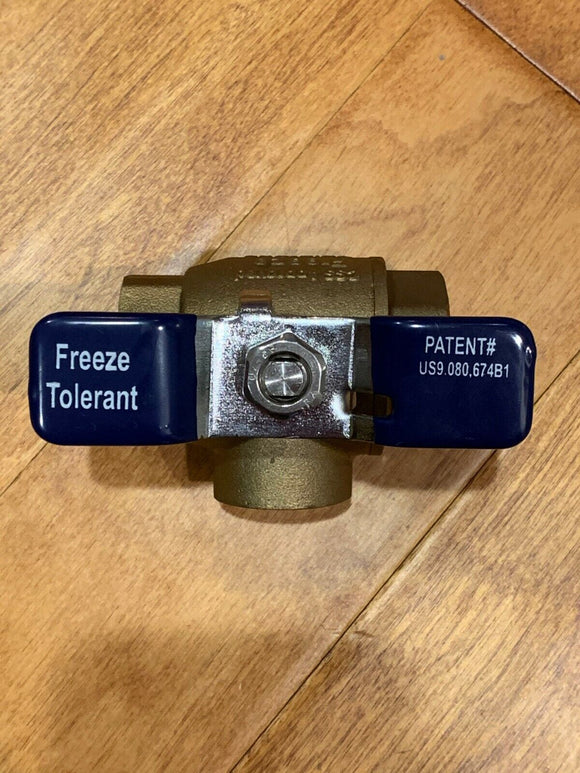 Freeze
Tolerant
PATENT#
US9.080,674B1